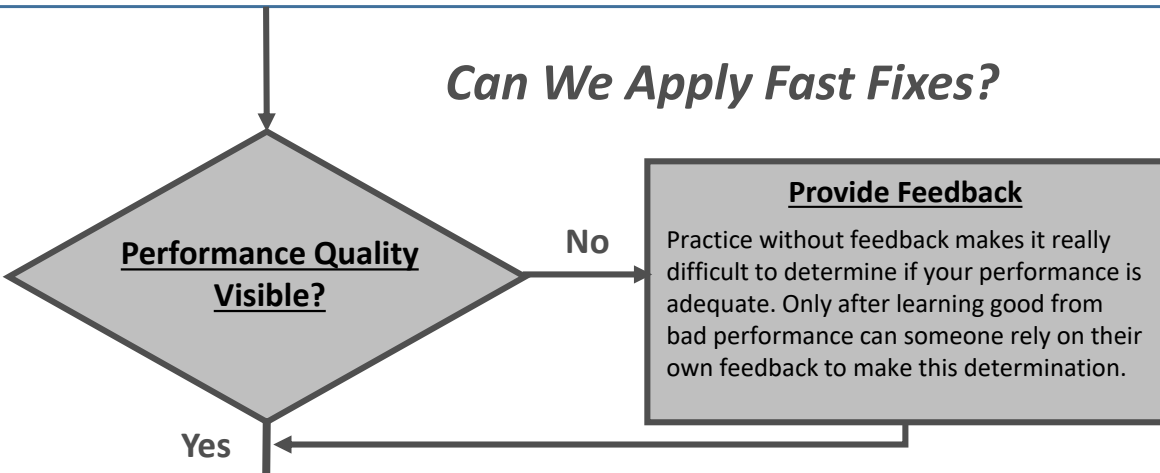 Can We Apply Fast Fixes?
Performance Quality
Visible?
No
Provide Feedback
Practice without feedback makes it really
difficult to determine if your performance is
adequate. Only after learning good from
bad performance can someone rely on their
own feedback to make this determination.
Yes